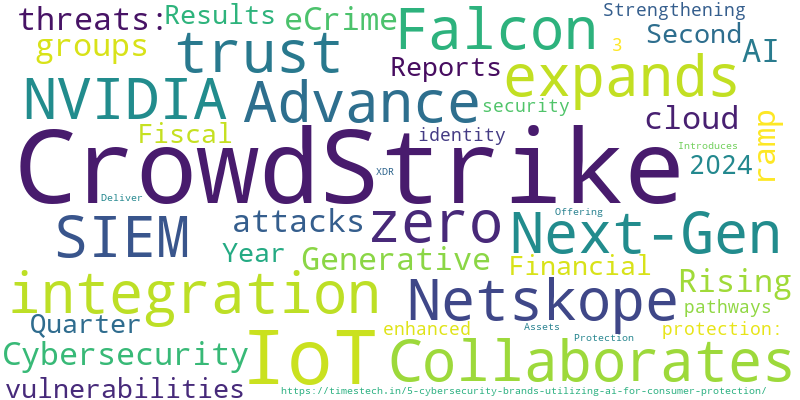 threats: Results eCrime Falcon Strengthening
groups trust Reports 3 Second AI
NVIDIA Advance security expands
Fiscal identity cloud ramp
CrowdStrike Introduces
XDR 2024
Deliver
SIEM attacks zero Offering Next-Gen
Year Generative Financial
integration Netskope Rising
Quarter enhanced Assets pathways
Cybersecurity IoT Collaborates Protection protection:
vulnerabilities https://timestech.in/5-cybersecurity-brands-utilizing-ai-for-consumer-protection/